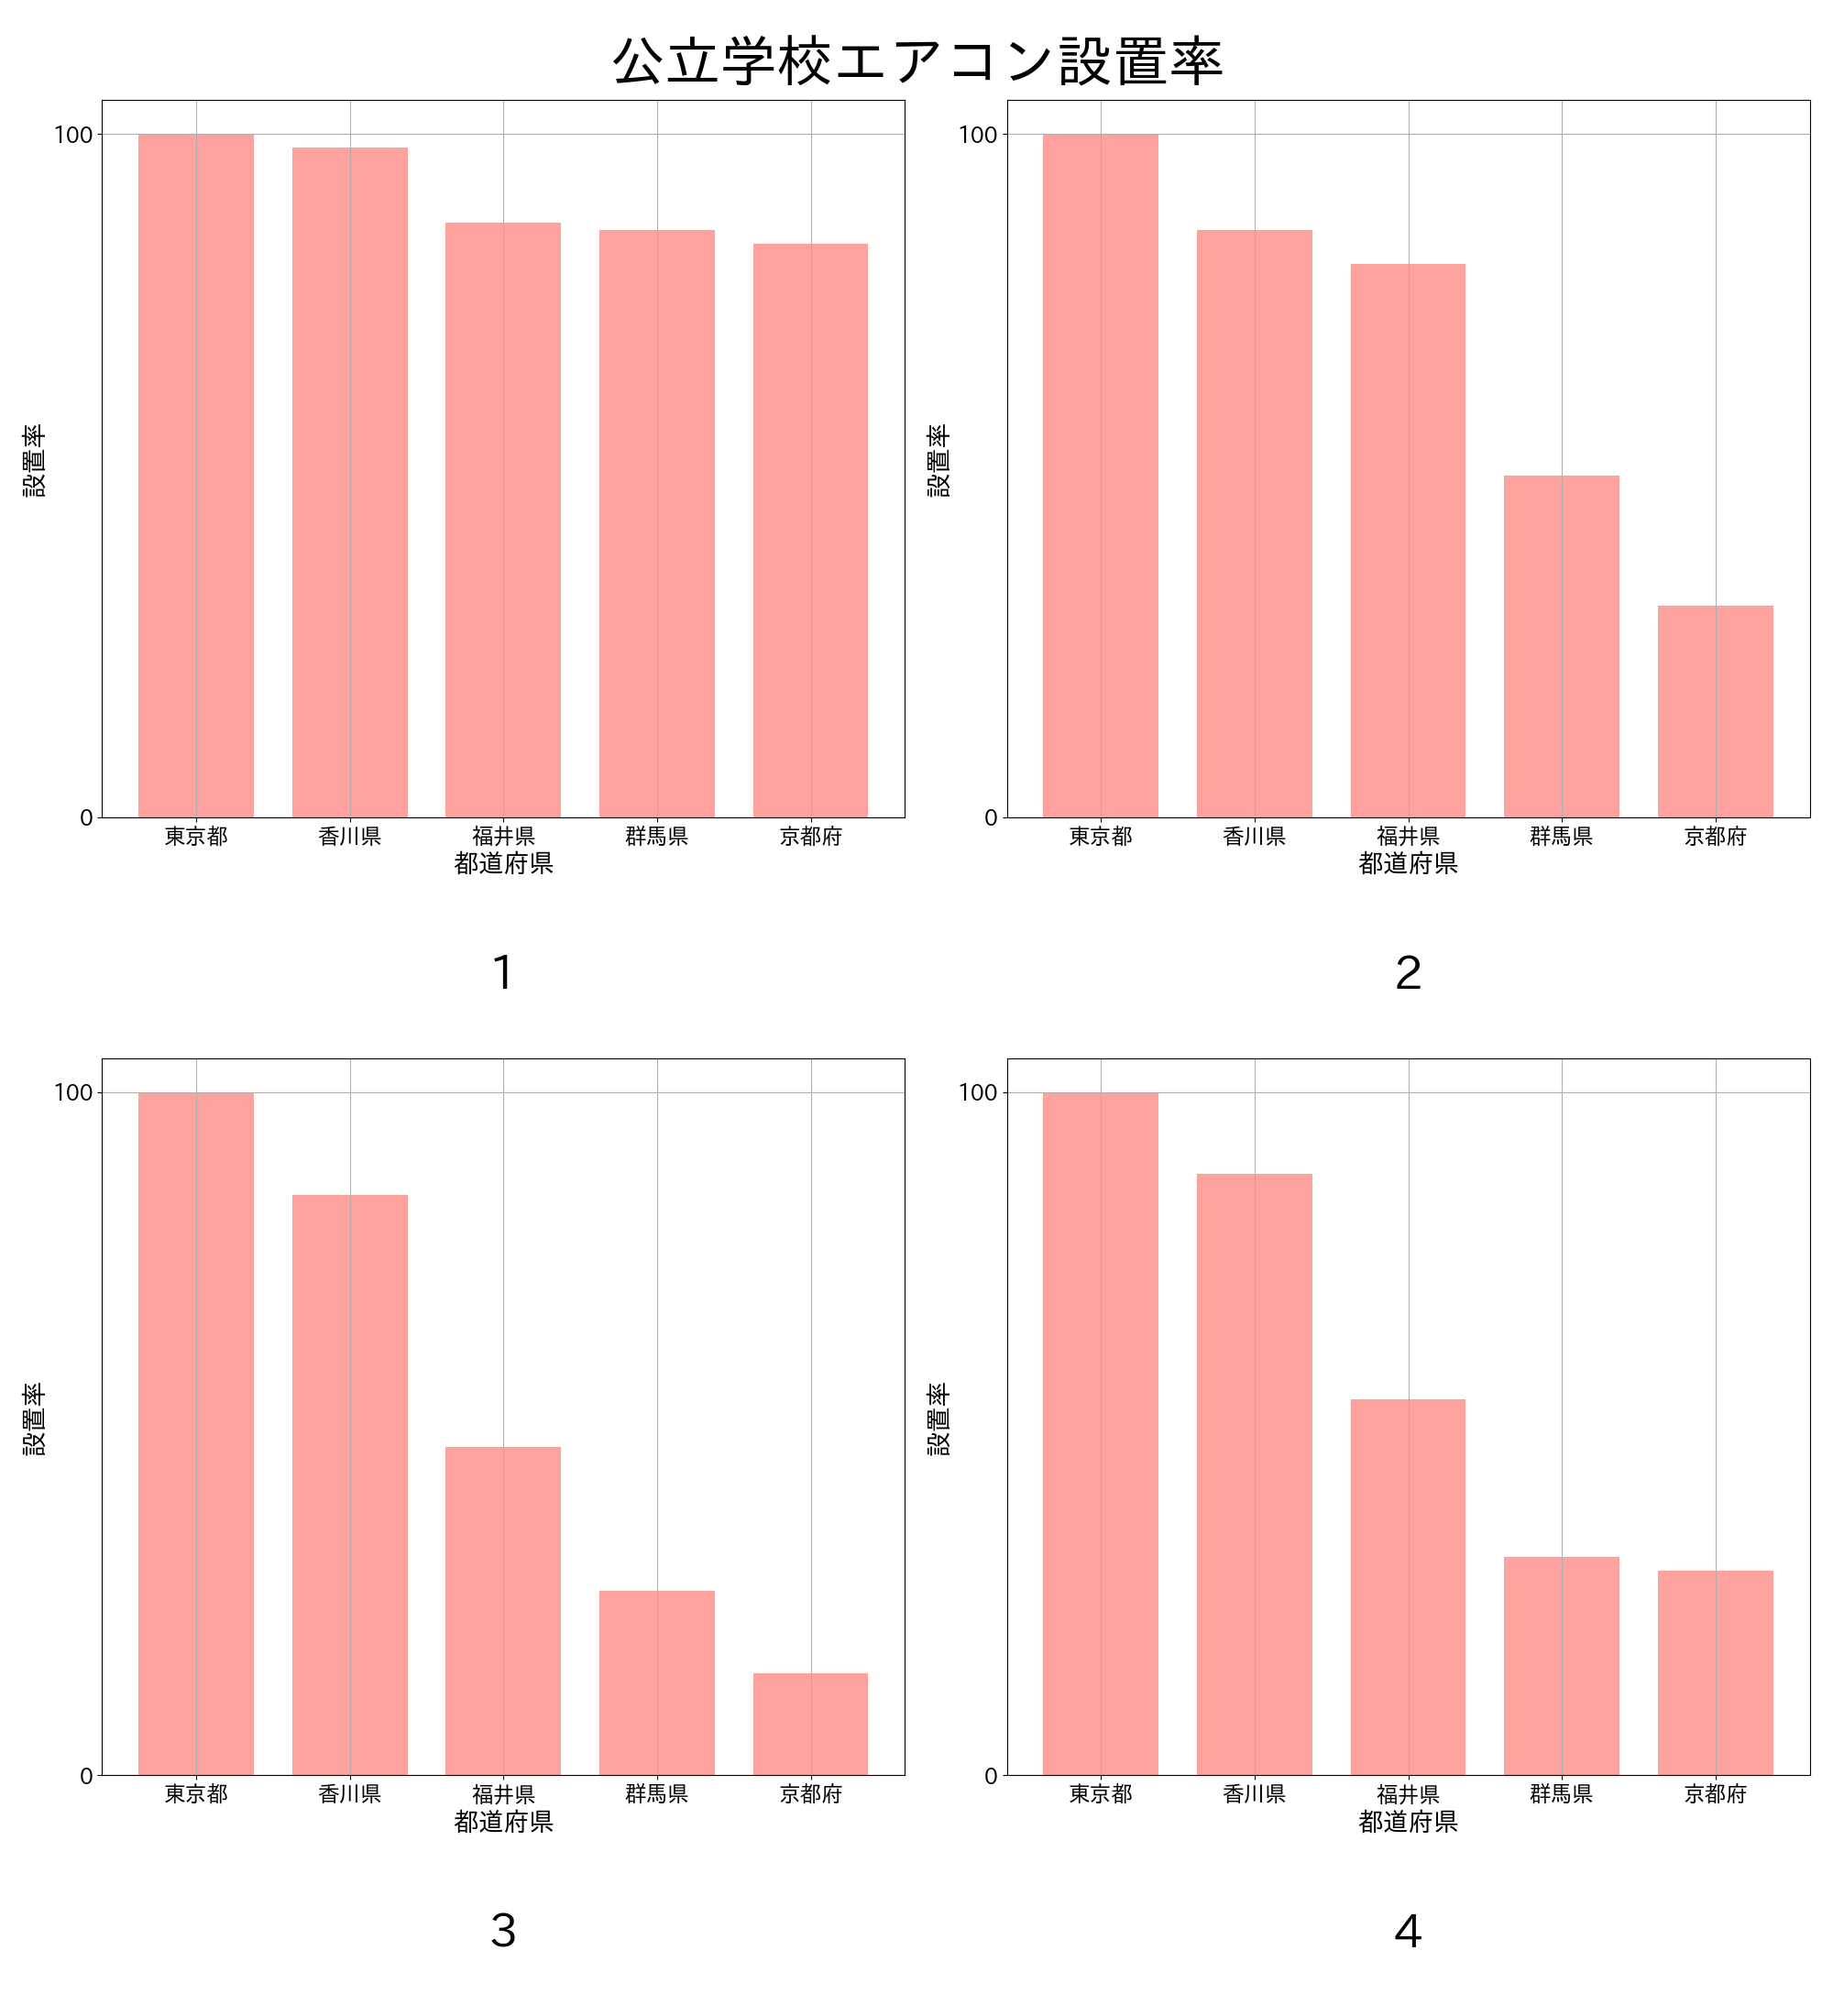 公立学校エアコン設置率
100
0
設置率
東京都 香川県 福井県 群馬県 京都府
都道府県
1
100
0
設置率
東京都 香川県 福井県 群馬県 京都府
都道府県
2
100
0
設置率
東京都 香川県 福井県 群馬県 京都府
都道府県
3
100
0
設置率
東京都 香川県 福井県 群馬県 京都府
都道府県
4